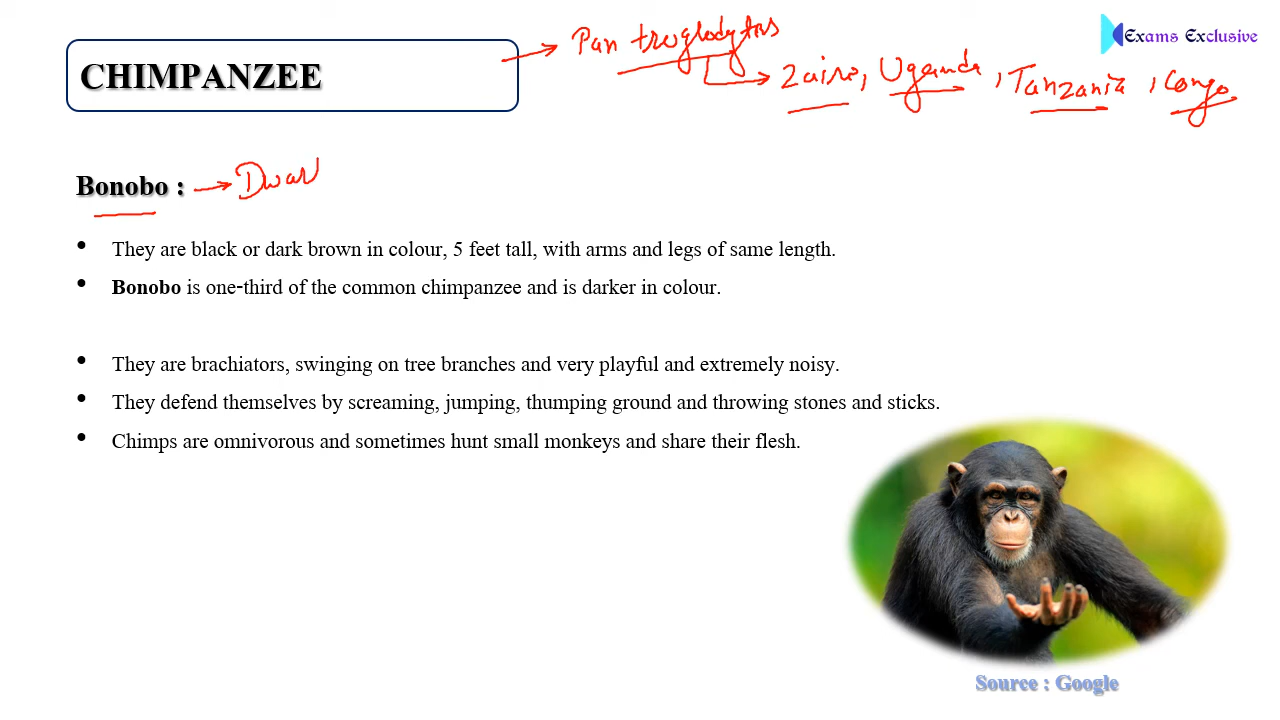 Pan troglodytes
Exams Exclusive
CHIMPANZEE
Zaire, Uganda, Tanzania, Congo
Bonobo : → Dwar
• They are black or dark brown in colour, 5 feet tall, with arms and legs of same length.
• Bonobo is one-third of the common chimpanzee and is darker in colour.
• They are brachiators, swinging on tree branches and very playful and extremely noisy.
• They defend themselves by screaming, jumping, thumping ground and throwing stones and sticks.
• Chimps are omnivorous and sometimes hunt small monkeys and share their flesh.
Source : Google